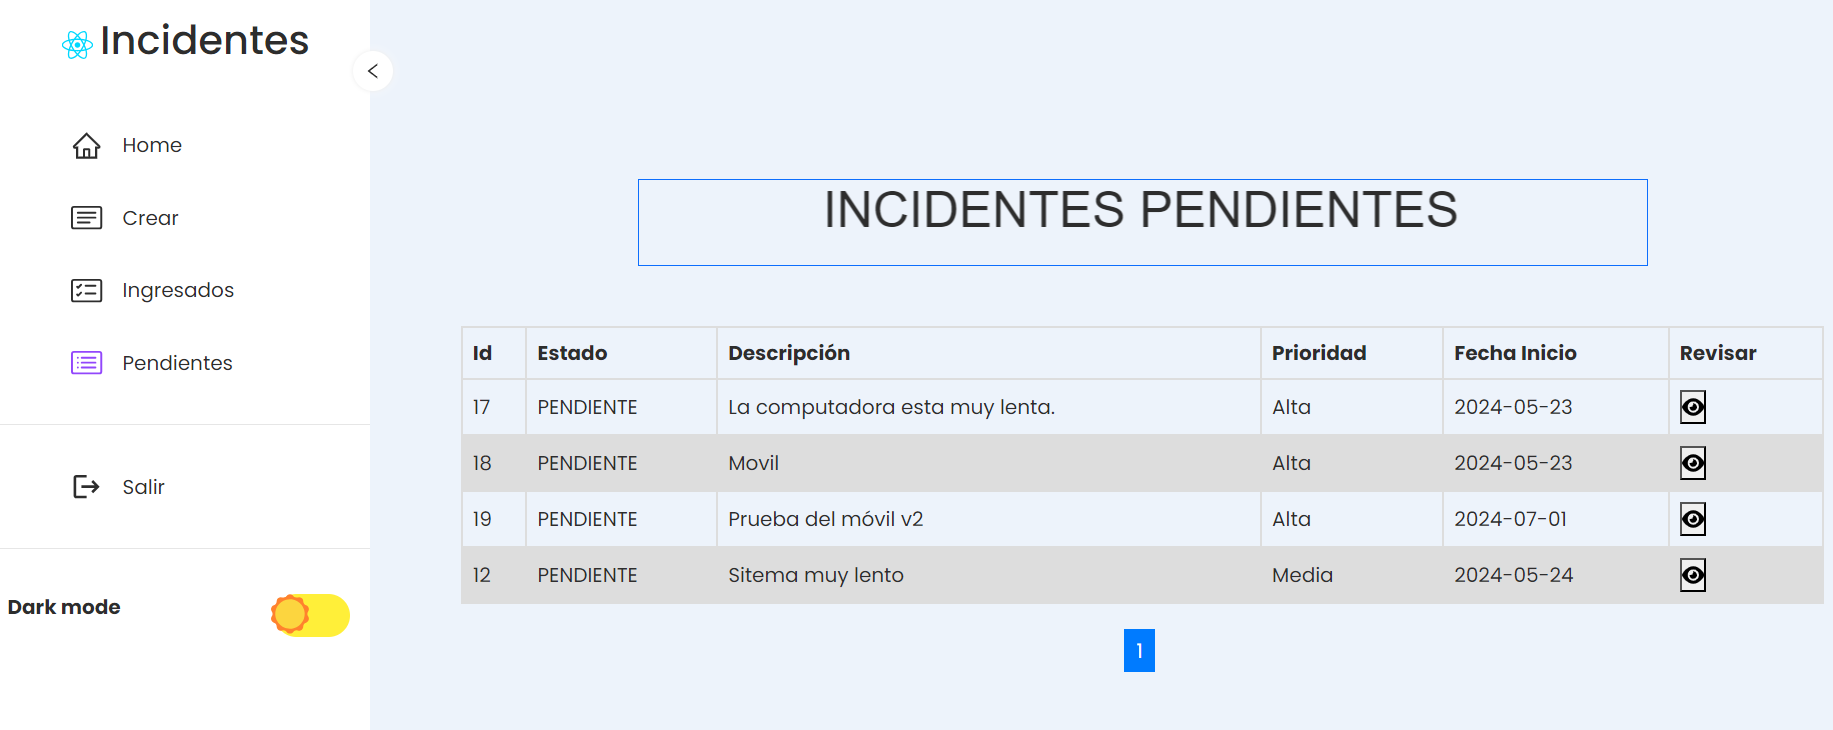 Incidentes
Home
Crear
Ingresados
Pendientes
Salir
Dark mode
INCIDENTES PENDIENTES
Id Estado Descripción Prioridad Fecha Inicio Revisar
17 PENDIENTE La computadora esta muy lenta. Alta 2024-05-23
18 PENDIENTE Movil Alta 2024-05-23
19 PENDIENTE Prueba del móvil v2 Alta 2024-07-01
12 PENDIENTE Sitema muy lento Media 2024-05-24
1